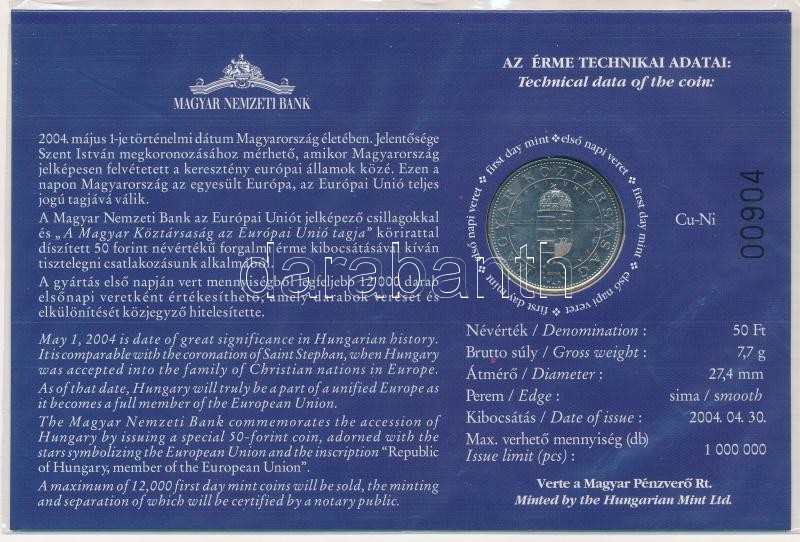 MAGYAR NEMZETI BANK
2004. május 1-je történelmi dátum Magyarország életében. Jelentősége
Szent István megkoronozásához mérhető, amikor Magyarország
jelképesen felvétetett a keresztény európai államok közé. Ezen a
napon Magyarország az egyesült Európa, az Európai Unió teljes
jogú tagjává válik.
A Magyar Nemzeti Bank az Európai Uniót jelképező csillagokkal
és „A Magyar Köztársaság az Európai Unió tagja” körirattal
díszített 50 forint névértékű forgalmi érme kibocsátásával kíván
tisztelegni csatlakozásunk alkalmából.
A gyártás első napján vert mennyiségből legfeljebb 12 000 darab
elsőnapi veretként értékesíthető, amely darabok verését és
elkülönítését közjegyző hitelesítette.
May 1, 2004 is date of great significance in Hungarian history.
It is comparable with the coronation of Saint Stephan, when Hungary
was accepted into the family of Christian nations in Europe.
As of that date, Hungary will truly be a part of a unified Europe as
it becomes a full member of the European Union.
The Magyar Nemzeti Bank commemorates the accession of
Hungary by issuing a special 50-forint coin, adorned with the
stars symbolizing the European Union and the inscription “Republic
of Hungary, member of the European Union”.
A maximum of 12,000 first day mint coins will be sold, the minting
and separation of which will be certified by a notary public.
AZ ÉRME TECHNIKAI ADATAI:
Technical data of the coin:
first day mint ❖ első napi veret ❖ first day mint ❖ első napi veret ❖ first day mint ❖ első napi veret ❖
MAGYAR KÖZTÁRSASÁG
2004
Cu-Ni
00904
Névérték / Denomination : 50 Ft
Brutto súly / Gross weight : 7,7 g
Átmérő / Diameter : 27,4 mm
Perem / Edge : sima / smooth
Kibocsátás / Date of issue : 2004. 04. 30.
Max. verhető mennyiség (db)
Issue limit (pcs) : 1 000 000
Verte a Magyar Pénzverő Rt.
Minted by the Hungarian Mint Ltd.
darabanth